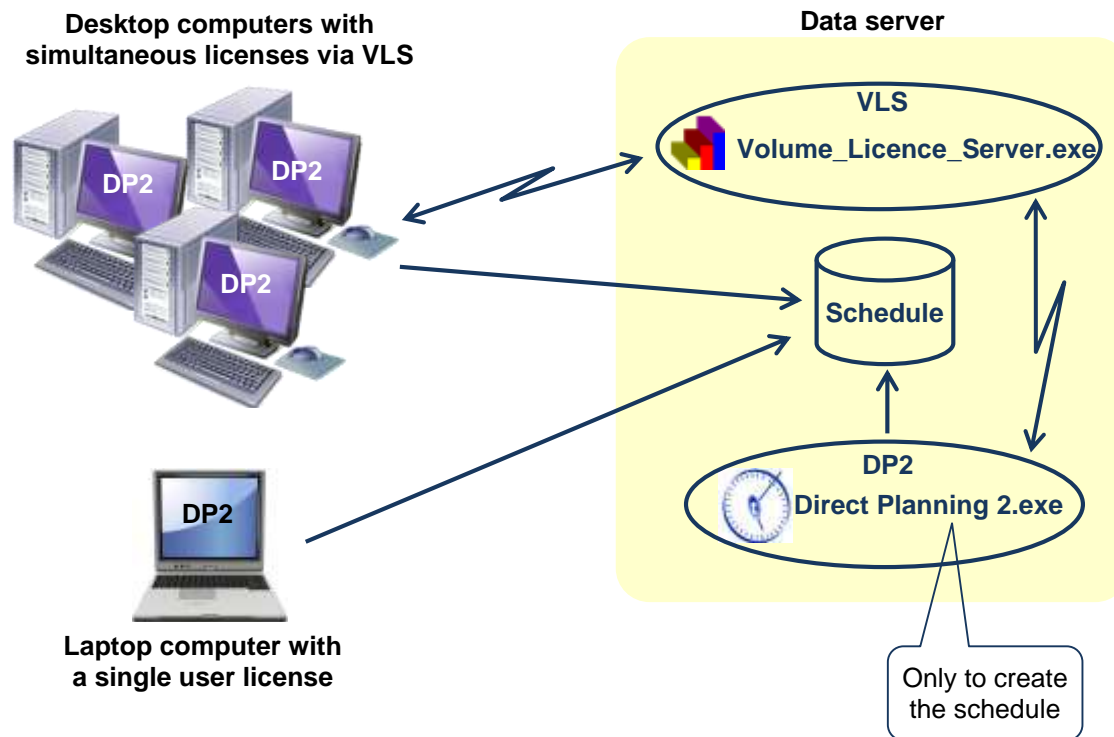 Desktop computers with
simultaneous licenses via VLS
DP2
DP2
DP2
Data server
VLS
Volume_Licence_Server.exe
Schedule
DP2
Direct Planning 2.exe
Only to create
the schedule
DP2
Laptop computer with
a single user license